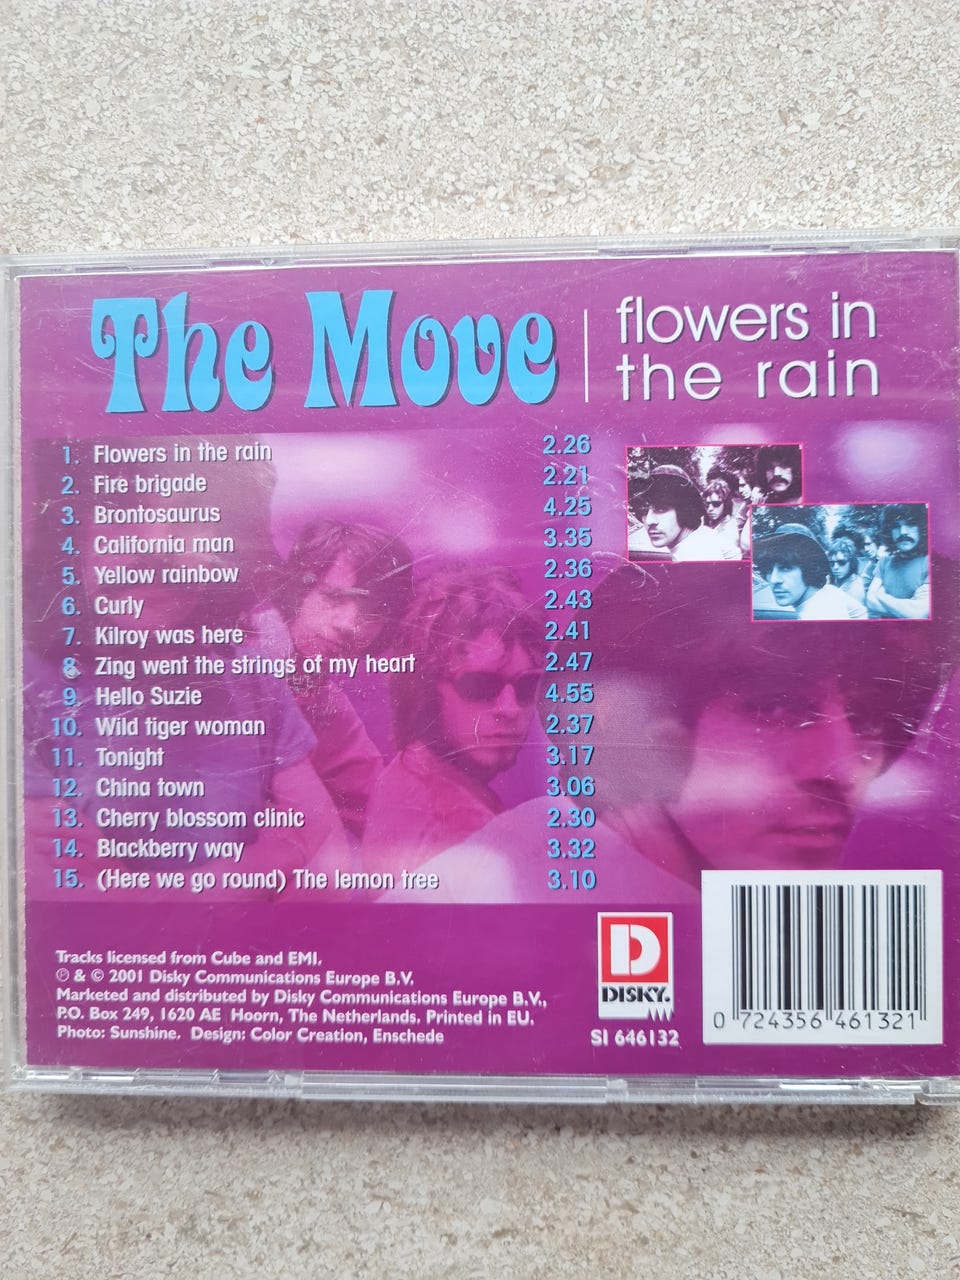 The Move
flowers in
the rain
1. Flowers in the rain 2.26
2. Fire brigade 2.21
3. Brontosaurus 4.25
4. California man 3.35
5. Yellow rainbow 2.36
6. Curly 2.43
7. Kilroy was here 2.41
8. Zing went the strings of my heart 2.47
9. Hello Suzie 4.55
10. Wild tiger woman 2.37
11. Tonight 3.17
12. China town 3.06
13. Cherry blossom clinic 2.30
14. Blackberry way 3.32
15. (Here we go round) The lemon tree 3.10
Tracks licensed from Cube and EMI.
℗ & © 2001 Disky Communications Europe B.V.
Marketed and distributed by Disky Communications Europe B.V.,
P.O. Box 249, 1620 AE Hoorn, The Netherlands. Printed in EU.
Photo: Sunshine. Design: Color Creation, Enschede
D
DISKY.
SI 646132
0 724356 461321